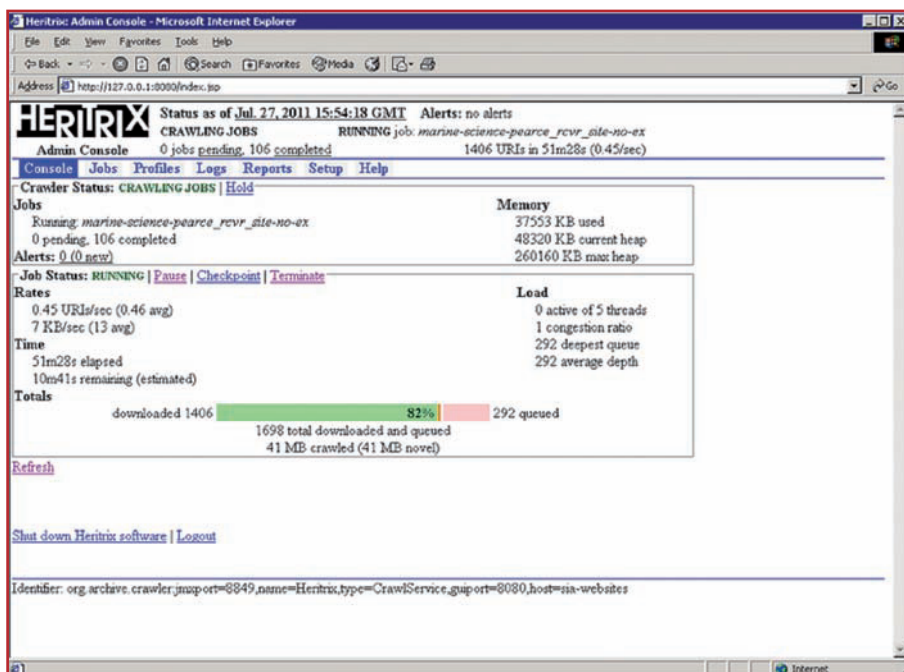 Heritrix: Admin Console - Microsoft Internet Explorer
File Edit View Favorites Tools Help
Back Search Favorites Media
Address http://127.0.0.1:8080/index.jsp Go
HERITRIX Status as of Jul. 27, 2011 15:54:18 GMT Alerts: no alerts
CRAWLING JOBS RUNNING job: marine-science-pearce_rcvr_site-no-ex
Admin Console 0 jobs pending, 106 completed 1406 URIs in 51m28s (0.45/sec)
Console Jobs Profiles Logs Reports Setup Help
Crawler Status: CRAWLING JOBS | Hold
Jobs Memory
Running: marine-science-pearce_rcvr_site-no-ex 37553 KB used
0 pending, 106 completed 48320 KB current heap
Alerts: 0 (0 new) 260160 KB max heap
Job Status: RUNNING | Pause | Checkpoint | Terminate
Rates Load
0.45 URIs/sec (0.46 avg) 0 active of 5 threads
7 KB/sec (13 avg) 1 congestion ratio
Time 292 deepest queue
51m28s elapsed 292 average depth
10m41s remaining (estimated)
Totals
downloaded 1406 82% 292 queued
1698 total downloaded and queued
41 MB crawled (41 MB novel)
Refresh
Shut down Heritrix software | Logout
Identifier: org.archive.crawler:jmxport=8849,name=Heritrix,type=CrawlService,guiport=8080,host=sia-websites
Internet